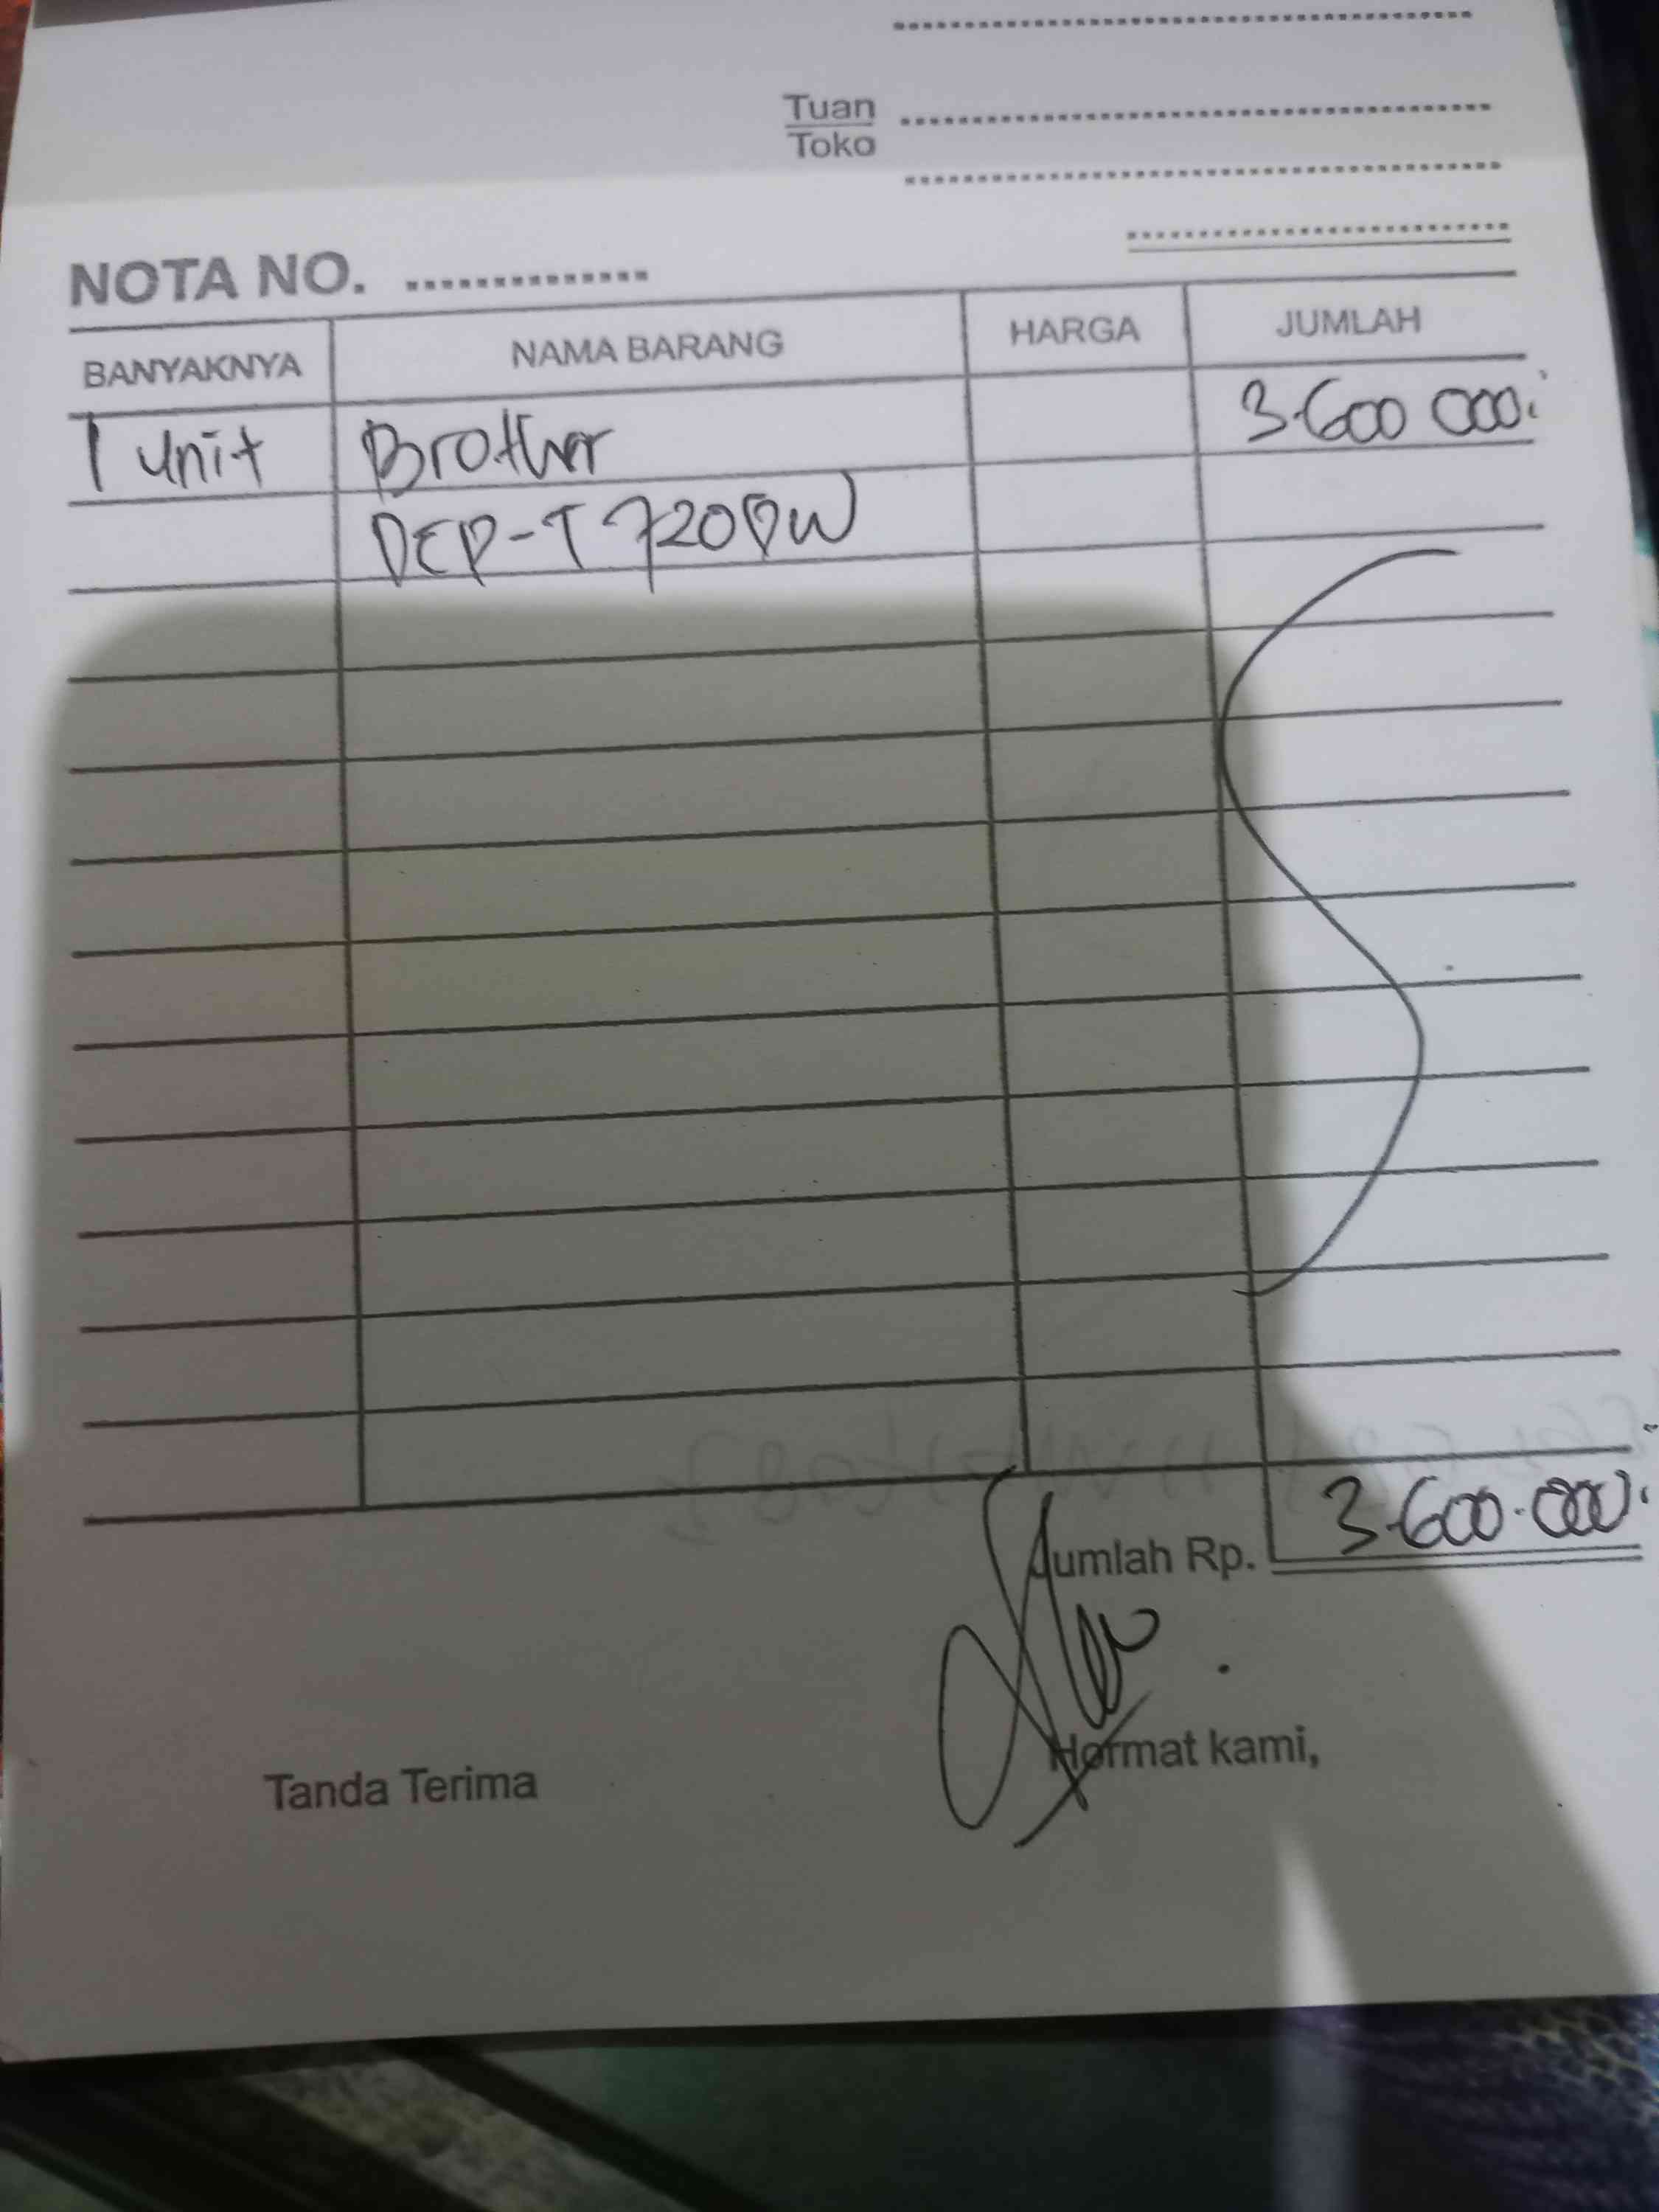 Tuan
Toko
NOTA NO.
BANYAKNYA NAMA BARANG HARGA JUMLAH
1 unit Brother 3.600 000.
DCP-T720DW
Jumlah Rp. 3.600.000.
Tanda Terima Hormat kami,